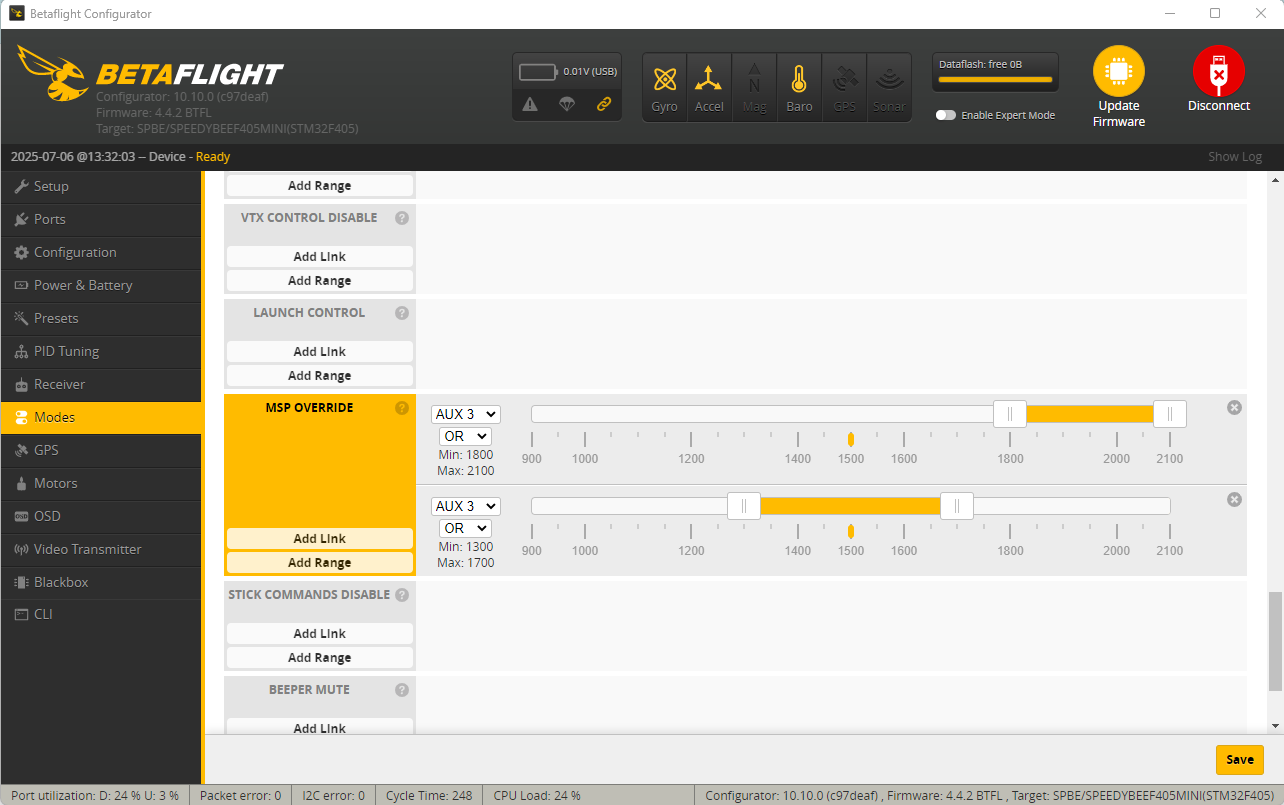 Betaflight Configurator
BETAFLIGHT
Configurator: 10.10.0 (c97deaf)
Firmware: 4.4.2 BTFL
Target: SPBE/SPEEDYBEEF405MINI(STM32F405)
0.01V (USB)
Gyro
Accel
Mag
Baro
GPS
Sonar
Dataflash: free 0B
Enable Expert Mode
Update
Firmware
Disconnect
2025-07-06 @13:32:03 -- Device - Ready
Show Log
Setup
Ports
Configuration
Power & Battery
Presets
PID Tuning
Receiver
Modes
GPS
Motors
OSD
Video Transmitter
Blackbox
CLI
Add Range
VTX CONTROL DISABLE ?
Add Link
Add Range
LAUNCH CONTROL ?
Add Link
Add Range
MSP OVERRIDE ?
Add Link
Add Range
AUX 3
OR
Min: 1800
Max: 2100
900 1000 1200 1400 1500 1600 1800 2000 2100
AUX 3
OR
Min: 1300
Max: 1700
900 1000 1200 1400 1500 1600 1800 2000 2100
STICK COMMANDS DISABLE ?
Add Link
Add Range
BEEPER MUTE ?
Add Link
Save
Port utilization: D: 24 % U: 3 % Packet error: 0 I2C error: 0 Cycle Time: 248 CPU Load: 24 % Configurator: 10.10.0 (c97deaf) , Firmware: 4.4.2 BTFL , Target: SPBE/SPEEDYBEEF405MINI(STM32F405)